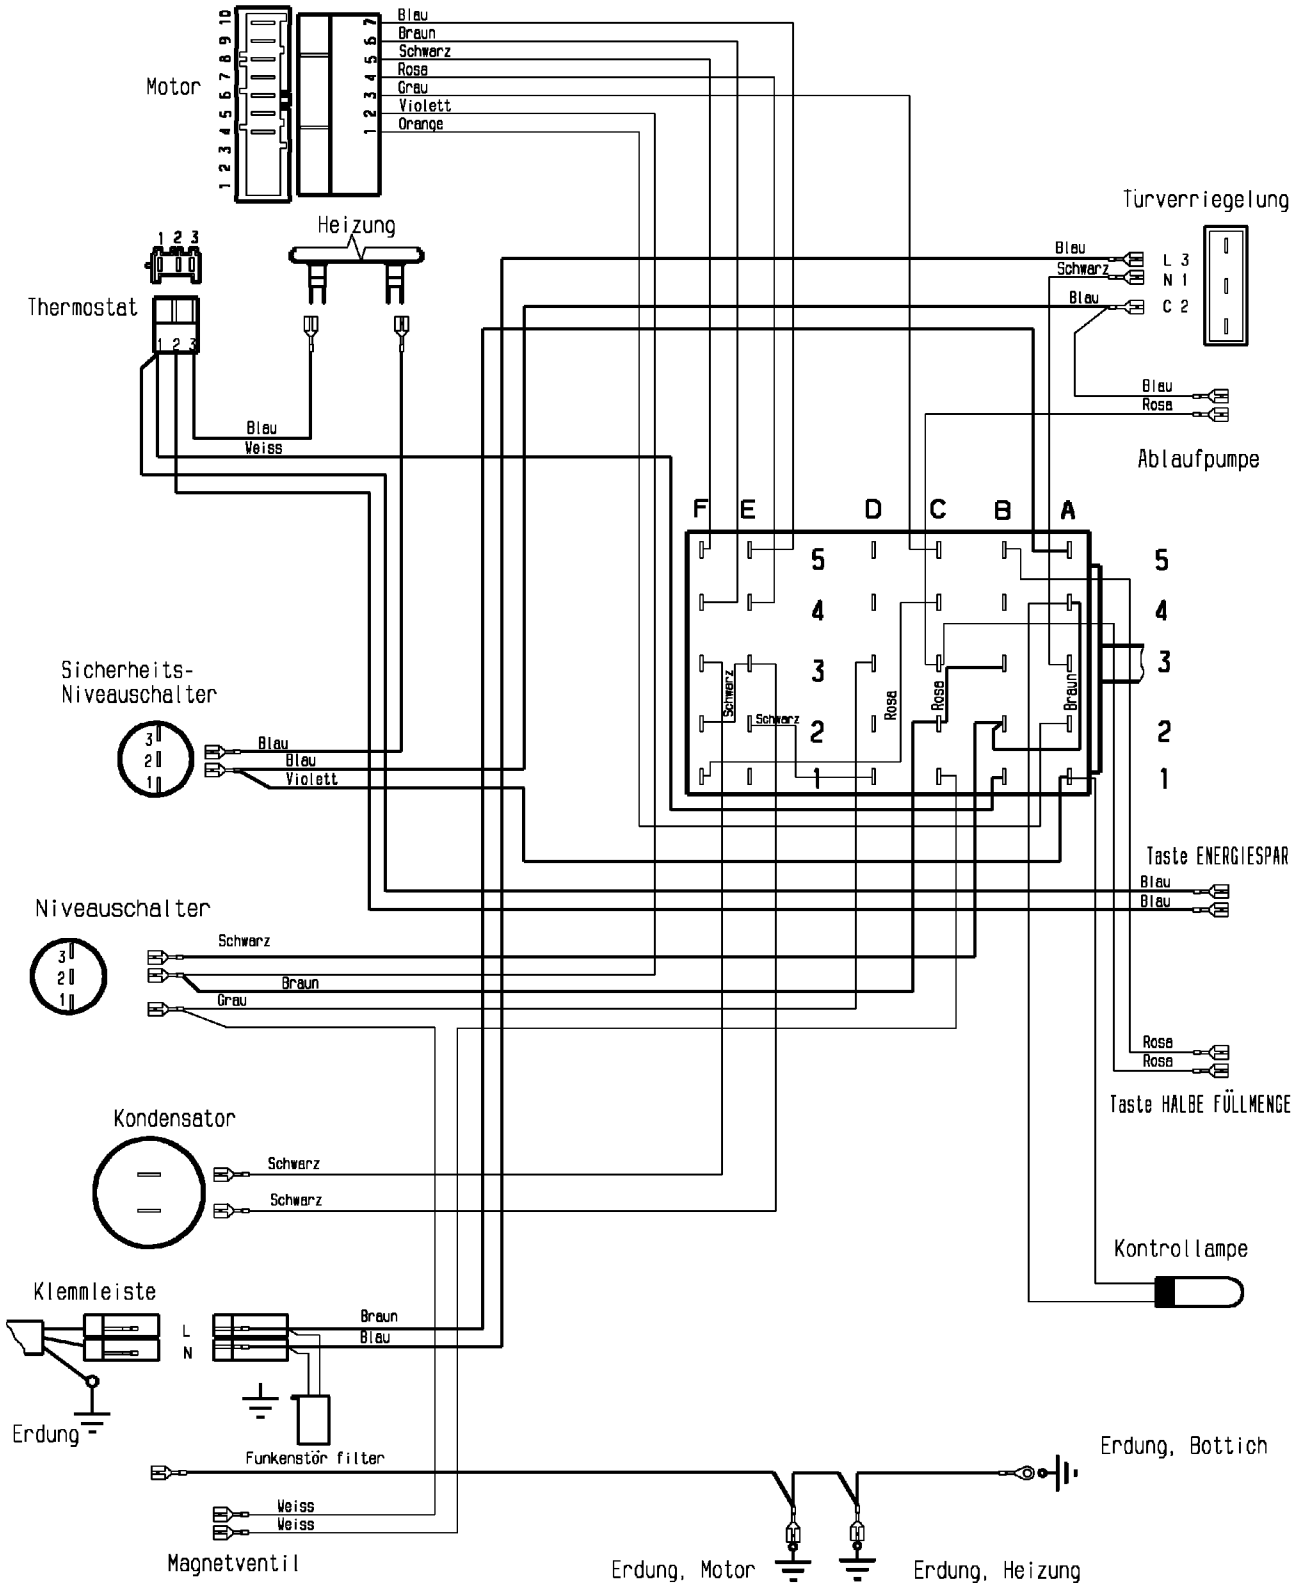 Motor
10
9
8
7
6
5
4
3
2
1
7
6
5
4
3
2
1
Blau
Braun
Schwarz
Rosa
Grau
Violett
Orange
Türverriegelung
Heizung
Blau
L 3
Schwarz
N 1
Blau
C 2
1 2 3
Thermostat
1 2 3
Blau
Weiss
Blau
Rosa
Ablaufpumpe
F E D C B A
5 5
4 4
3 3
2 2
1 1
Schwarz
Schwarz
Rosa
Rosa
Braun
Sicherheits-
Niveauschalter
3
2
1
Blau
Blau
Violett
Taste ENERGIESPAR
Blau
Blau
Niveauschalter
3
2
1
Schwarz
Braun
Grau
Rosa
Rosa
Taste HALBE FÜLLMENGE
Kondensator
Schwarz
Schwarz
Kontrollampe
Klemmleiste
L
N
Braun
Blau
Erdung
Funkenstör filter
Erdung, Bottich
Weiss
Weiss
Magnetventil
Erdung, Motor
Erdung, Heizung